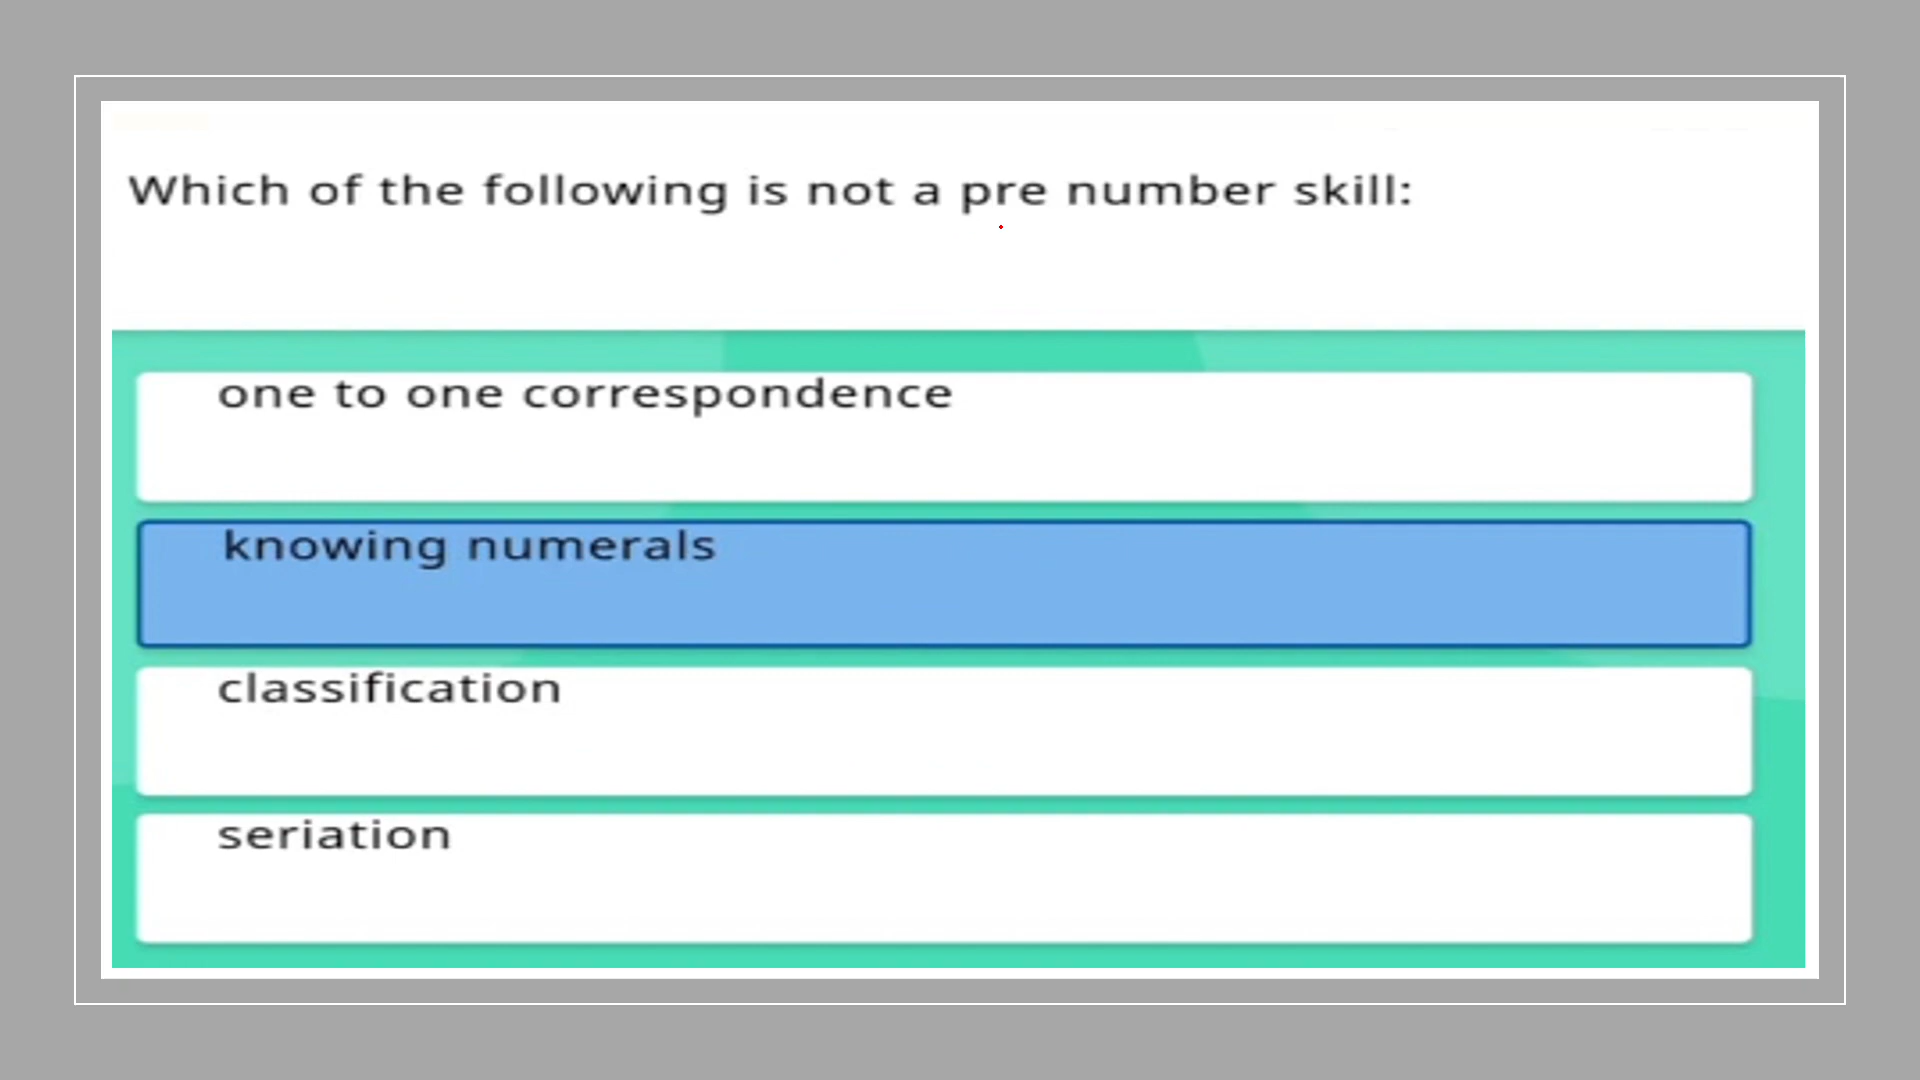 Which of the following is not a pre number skill:
one to one correspondence
knowing numerals
classification
seriation